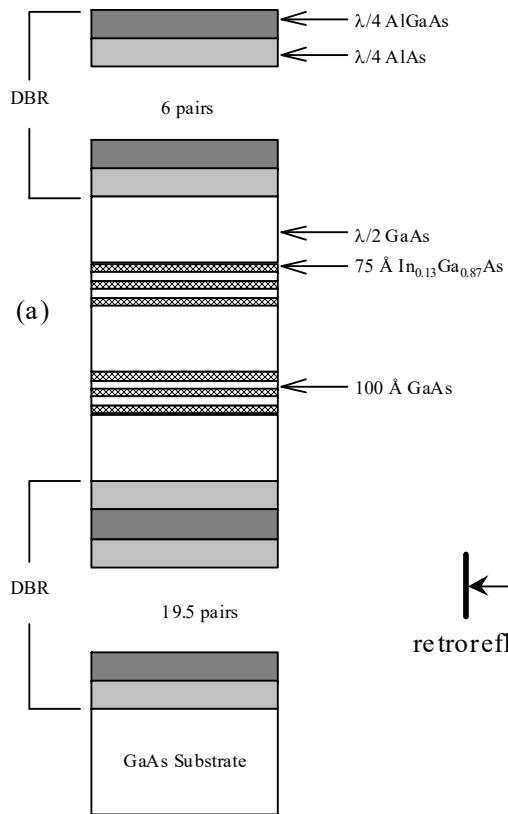 λ/4 AlGaAs
λ/4 AlAs
DBR
6 pairs
λ/2 GaAs
75 Å In₀.₁₃Ga₀.₈₇As
(a)
100 Å GaAs
DBR
19.5 pairs
retrorefl
GaAs Substrate